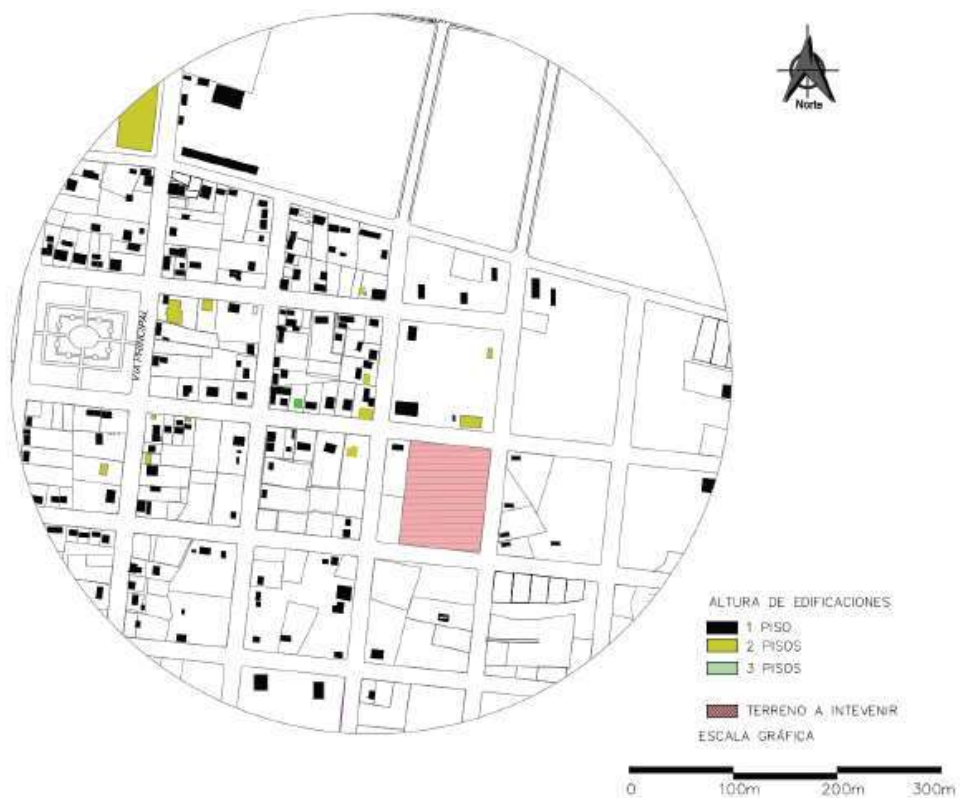 Norte
VIA PRINCIPAL
ALTURA DE EDIFICACIONES
1 PISO
2 PISOS
3 PISOS
TERRENO A INTEVENIR
ESCALA GRÁFICA
0 100m 200m 300m